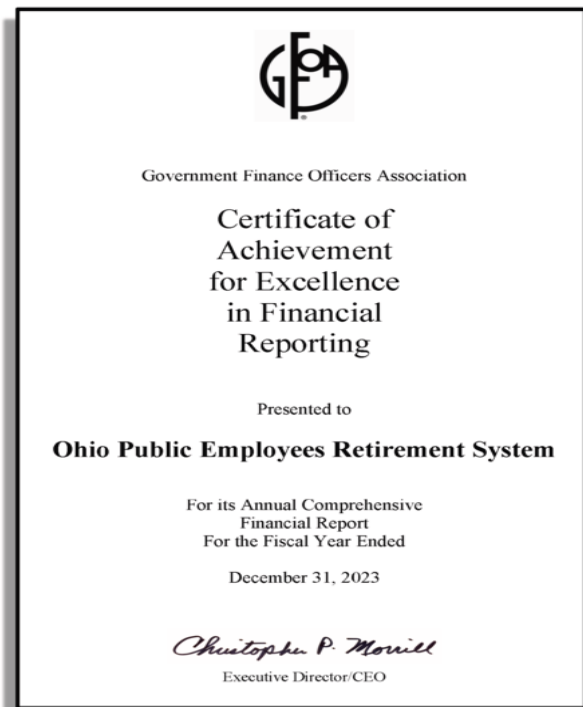 GFOA
Government Finance Officers Association
Certificate of
Achievement
for Excellence
in Financial
Reporting
Presented to
Ohio Public Employees Retirement System
For its Annual Comprehensive
Financial Report
For the Fiscal Year Ended
December 31, 2023
Christopher P. Morrill
Executive Director/CEO